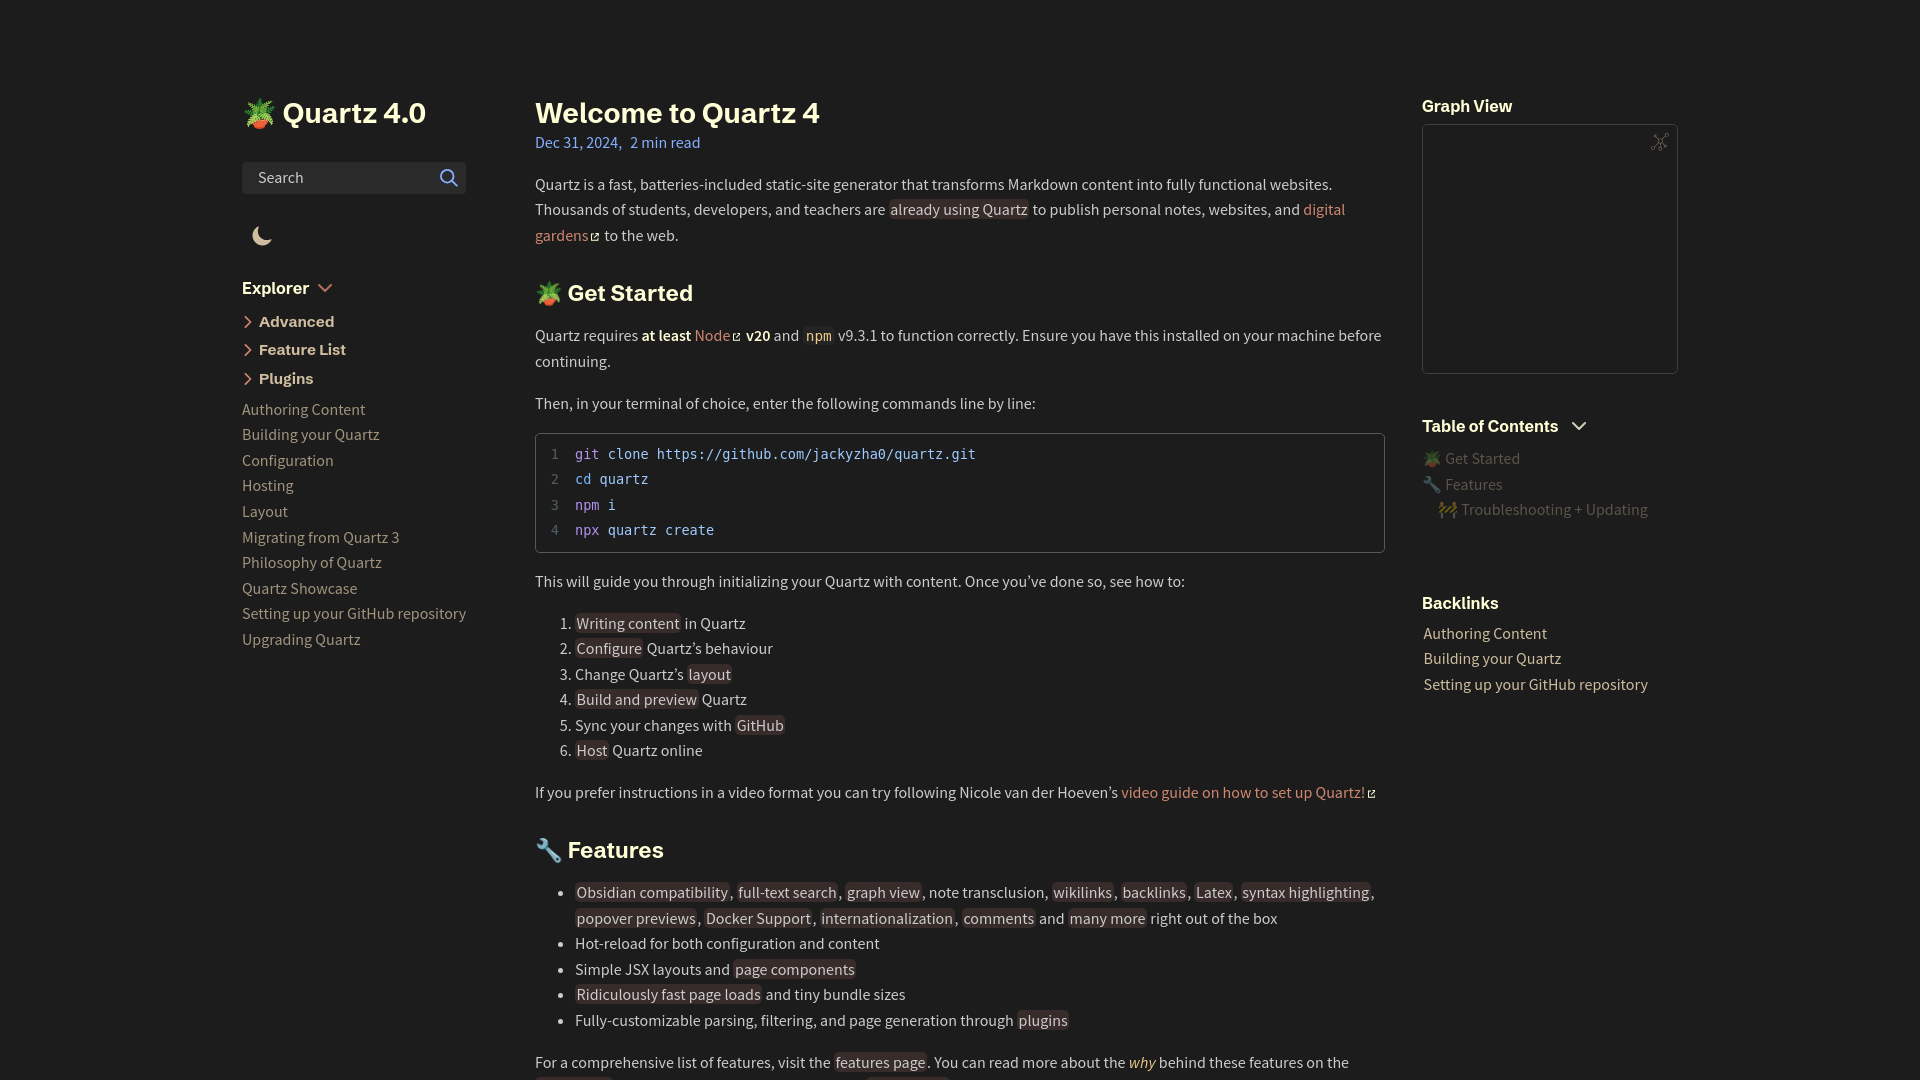 🪴 Quartz 4.0
Search
Explorer
Advanced
Feature List
Plugins
Authoring Content
Building your Quartz
Configuration
Hosting
Layout
Migrating from Quartz 3
Philosophy of Quartz
Quartz Showcase
Setting up your GitHub repository
Upgrading Quartz
Welcome to Quartz 4
Dec 31, 2024, 2 min read
Quartz is a fast, batteries-included static-site generator that transforms Markdown content into fully functional websites.
Thousands of students, developers, and teachers are already using Quartz to publish personal notes, websites, and digital
gardens to the web.
🪴 Get Started
Quartz requires at least Node v20 and npm v9.3.1 to function correctly. Ensure you have this installed on your machine before
continuing.
Then, in your terminal of choice, enter the following commands line by line:
1 git clone https://github.com/jackyzha0/quartz.git
2 cd quartz
3 npm i
4 npx quartz create
This will guide you through initializing your Quartz with content. Once you’ve done so, see how to:
1. Writing content in Quartz
2. Configure Quartz’s behaviour
3. Change Quartz’s layout
4. Build and preview Quartz
5. Sync your changes with GitHub
6. Host Quartz online
If you prefer instructions in a video format you can try following Nicole van der Hoeven’s video guide on how to set up Quartz!
🔧 Features
• Obsidian compatibility, full-text search, graph view, note transclusion, wikilinks, backlinks, Latex, syntax highlighting,
popover previews, Docker Support, internationalization, comments and many more right out of the box
• Hot-reload for both configuration and content
• Simple JSX layouts and page components
• Ridiculously fast page loads and tiny bundle sizes
• Fully-customizable parsing, filtering, and page generation through plugins
For a comprehensive list of features, visit the features page. You can read more about the why behind these features on the
Graph View
Table of Contents
🪴 Get Started
🔧 Features
🚧 Troubleshooting + Updating
Backlinks
Authoring Content
Building your Quartz
Setting up your GitHub repository